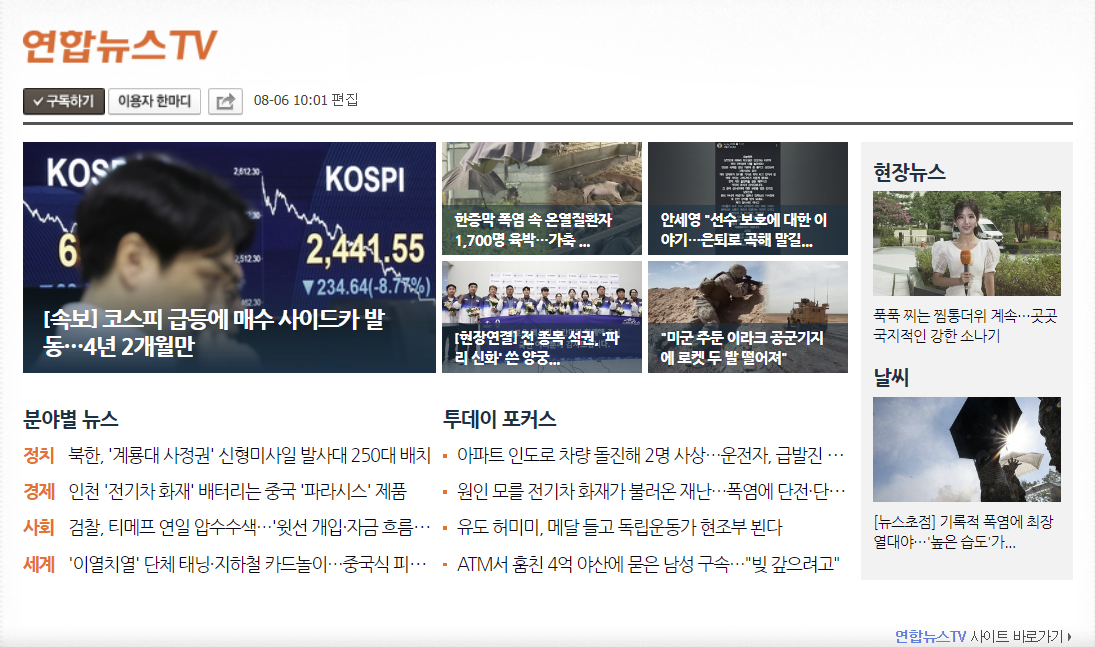 연합뉴스TV
구독하기 이용자 한마디 08-06 10:01 편집
KOSPI
2,612.30
KOSPI
2,441.55
2,512.30
▼234.64(-8.77%)
[속보] 코스피 급등에 매수 사이드카 발
동…4년 2개월만
한증막 폭염 속 온열질환자
1,700명 육박…가축 ...
안세영 "선수 보호에 대한 이
야기…은퇴로 곡해 말길...
[현장연결] 전 종목 석권, '파
리 신화' 쓴 양궁...
"미군 주둔 이라크 공군기지
에 로켓 두 발 떨어져"
현장뉴스
푹푹 찌는 찜통더위 계속…곳곳
국지적인 강한 소나기
날씨
[뉴스초점] 기록적 폭염에 최장
열대야…'높은 습도'가...
분야별 뉴스
정치 북한, '계룡대 사정권' 신형미사일 발사대 250대 배치
경제 인천 '전기차 화재' 배터리는 중국 '파라시스' 제품
사회 검찰, 티메프 연일 압수수색…'윗선 개입·자금 흐름…
세계 '이열치열' 단체 태닝·지하철 카드놀이…중국식 피…
투데이 포커스
아파트 인도로 차량 돌진해 2명 사상…운전자, 급발진 …
원인 모를 전기차 화재가 불러온 재난…폭염에 단전·단…
유도 허미미, 메달 들고 독립운동가 현조부 뵌다
ATM서 훔친 4억 야산에 묻은 남성 구속…"빚 갚으려고"
연합뉴스TV 사이트 바로가기